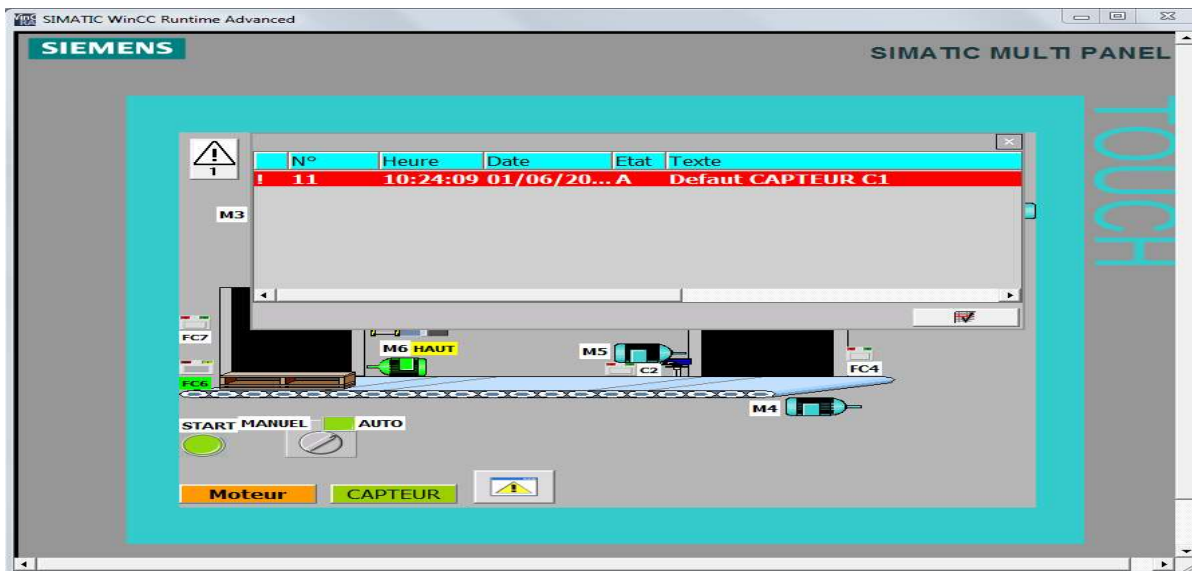 SIMATIC WinCC Runtime Advanced
SIEMENS
SIMATIC MULTI PANEL
TOUCH
1
N° Heure Date Etat Texte
! 11 10:24:09 01/06/20... A Defaut CAPTEUR C1
M3
FC7
M6 HAUT
M5
C2
FC4
FC6
M4
START MANUEL AUTO
Moteur CAPTEUR